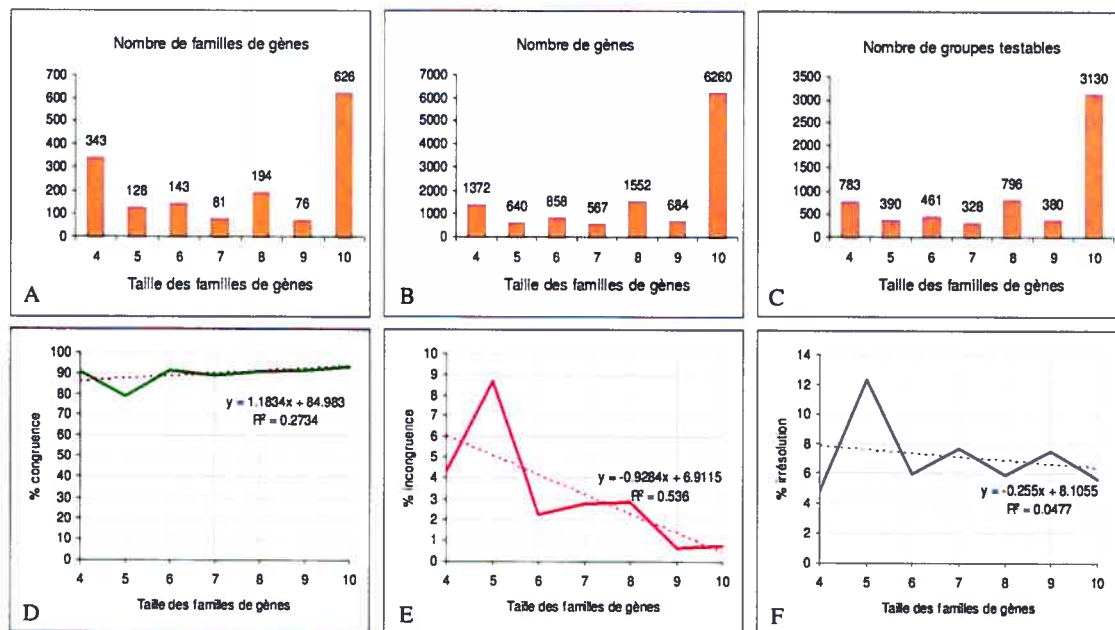 Nombre de familles de gènes
700
600
500
400
300
200
100
0
343
128
143
81
194
76
626
4 5 6 7 8 9 10
Taille des familles de gènes
A
Nombre de gènes
7000
6000
5000
4000
3000
2000
1000
0
1372
640
858
567
1552
684
6260
4 5 6 7 8 9 10
Taille des familles de gènes
B
Nombre de groupes testables
3500
3000
2500
2000
1500
1000
500
0
783
390
461
328
796
380
3130
4 5 6 7 8 9 10
Taille des familles de gènes
C
% congruence
100
90
80
70
60
50
40
30
20
10
0
y = 1.1834x + 84.983
R² = 0.2734
4 5 6 7 8 9 10
Taille des familles de gènes
D
% incongruence
10
9
8
7
6
5
4
3
2
1
0
y = -0.9284x + 6.9115
R² = 0.536
4 5 6 7 8 9 10
Taille des familles de gènes
E
% irrésolution
14
12
10
8
6
4
2
0
y = -0.255x + 8.1055
R² = 0.0477
4 5 6 7 8 9 10
Taille des familles de gènes
F